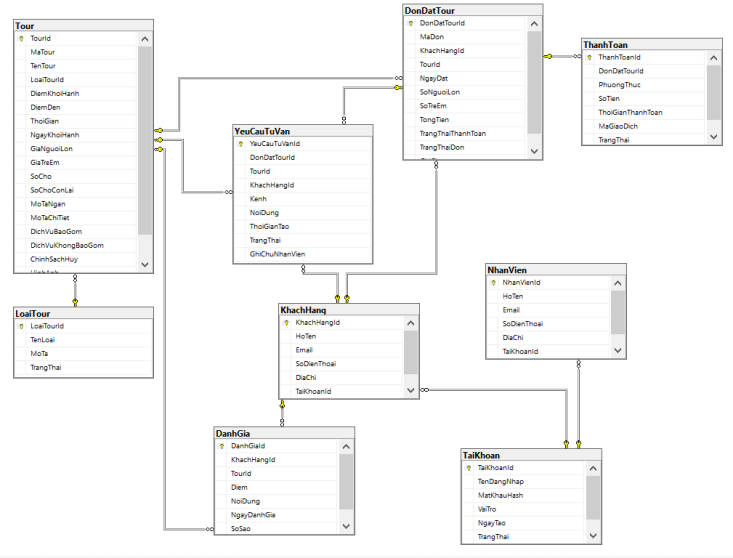 Tour
TourId
MaTour
TenTour
LoaiTourId
DiemKhoiHanh
DiemDen
ThoiGian
NgayKhoiHanh
GiaNguoiLon
GiaTreEm
SoCho
SoChoConLai
MoTaNgan
MoTaChiTiet
DichVuBaoGom
DichVuKhongBaoGom
ChinhSachHuy
LoaiTour
LoaiTourId
TenLoai
MoTa
TrangThai
YeuCauTuVan
YeuCauTuVanId
DonDatTourId
TourId
KhachHangId
Kenh
NoiDung
ThoiGianTao
TrangThai
GhiChuNhanVien
DonDatTour
DonDatTourId
MaDon
KhachHangId
TourId
NgayDat
SoNguoiLon
SoTreEm
TongTien
TrangThaiThanhToan
TrangThaiDon
ThanhToan
ThanhToanId
DonDatTourId
PhuongThuc
SoTien
ThoiGianThanhToan
MaGiaoDich
TrangThai
KhachHang
KhachHangId
HoTen
Email
SoDienThoai
DiaChi
TaiKhoanId
NhanVien
NhanVienId
HoTen
Email
SoDienThoai
DiaChi
TaiKhoanId
DanhGia
DanhGiaId
KhachHangId
TourId
Diem
NoiDung
NgayDanhGia
SoSao
TaiKhoan
TaiKhoanId
TenDangNhap
MatKhauHash
VaiTro
NgayTao
TrangThai